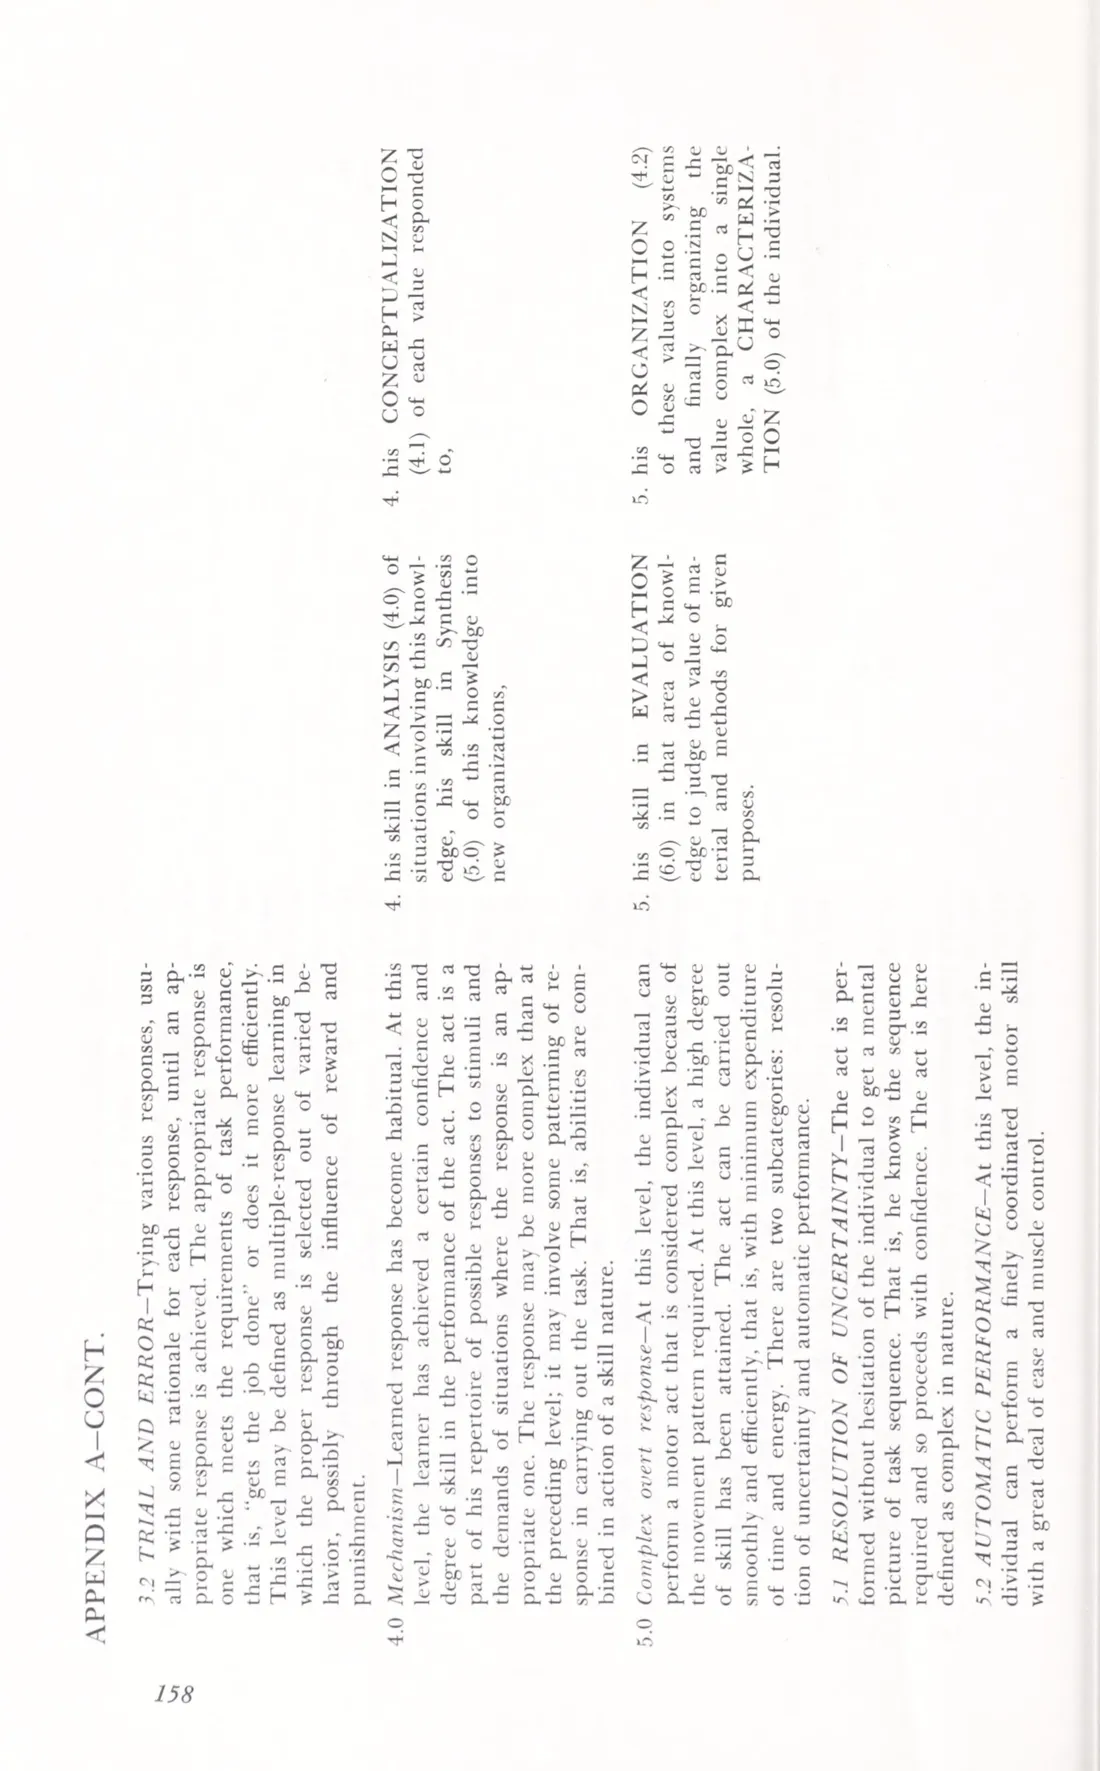 APPENDIX A—CONT.
3.2 TRIAL AND ERROR—Trying various responses, usu-
ally with some rationale for each response, until an ap-
propriate response is achieved. The appropriate response is
one which meets the requirements of task performance,
that is, “gets the job done” or does it more efficiently.
This level may be defined as multiple-response learning in
which the proper response is selected out of varied be-
havior, possibly through the influence of reward and
punishment.
4.0 Mechanism—Learned response has become habitual. At this
level, the learner has achieved a certain confidence and
degree of skill in the performance of the act. The act is a
part of his repertoire of possible responses to stimuli and
the demands of situations where the response is an ap-
propriate one. The response may be more complex than at
the preceding level; it may involve some patterning of re-
sponse in carrying out the task. That is, abilities are com-
bined in action of a skill nature.
4. his skill in ANALYSIS (4.0) of
situations involving this knowl-
edge, his skill in Synthesis
(5.0) of this knowledge into
new organizations,
4. his CONCEPTUALIZATION
(4.1) of each value responded
to,
5.0 Complex overt response—At this level, the individual can
perform a motor act that is considered complex because of
the movement pattern required. At this level, a high degree
of skill has been attained. The act can be carried out
smoothly and efficiently, that is, with minimum expenditure
of time and energy. There are two subcategories: resolu-
tion of uncertainty and automatic performance.
5. his skill in EVALUATION
(6.0) in that area of knowl-
edge to judge the value of ma-
terial and methods for given
purposes.
5. his ORGANIZATION (4.2)
of these values into systems
and finally organizing the
value complex into a single
whole, a CHARACTERIZA-
TION (5.0) of the individual.
5.1 RESOLUTION OF UNCERTAINTY—The act is per-
formed without hesitation of the individual to get a mental
picture of task sequence. That is, he knows the sequence
required and so proceeds with confidence. The act is here
defined as complex in nature.
5.2 AUTOMATIC PERFORMANCE—At this level, the in-
dividual can perform a finely coordinated motor skill
with a great deal of ease and muscle control.
158